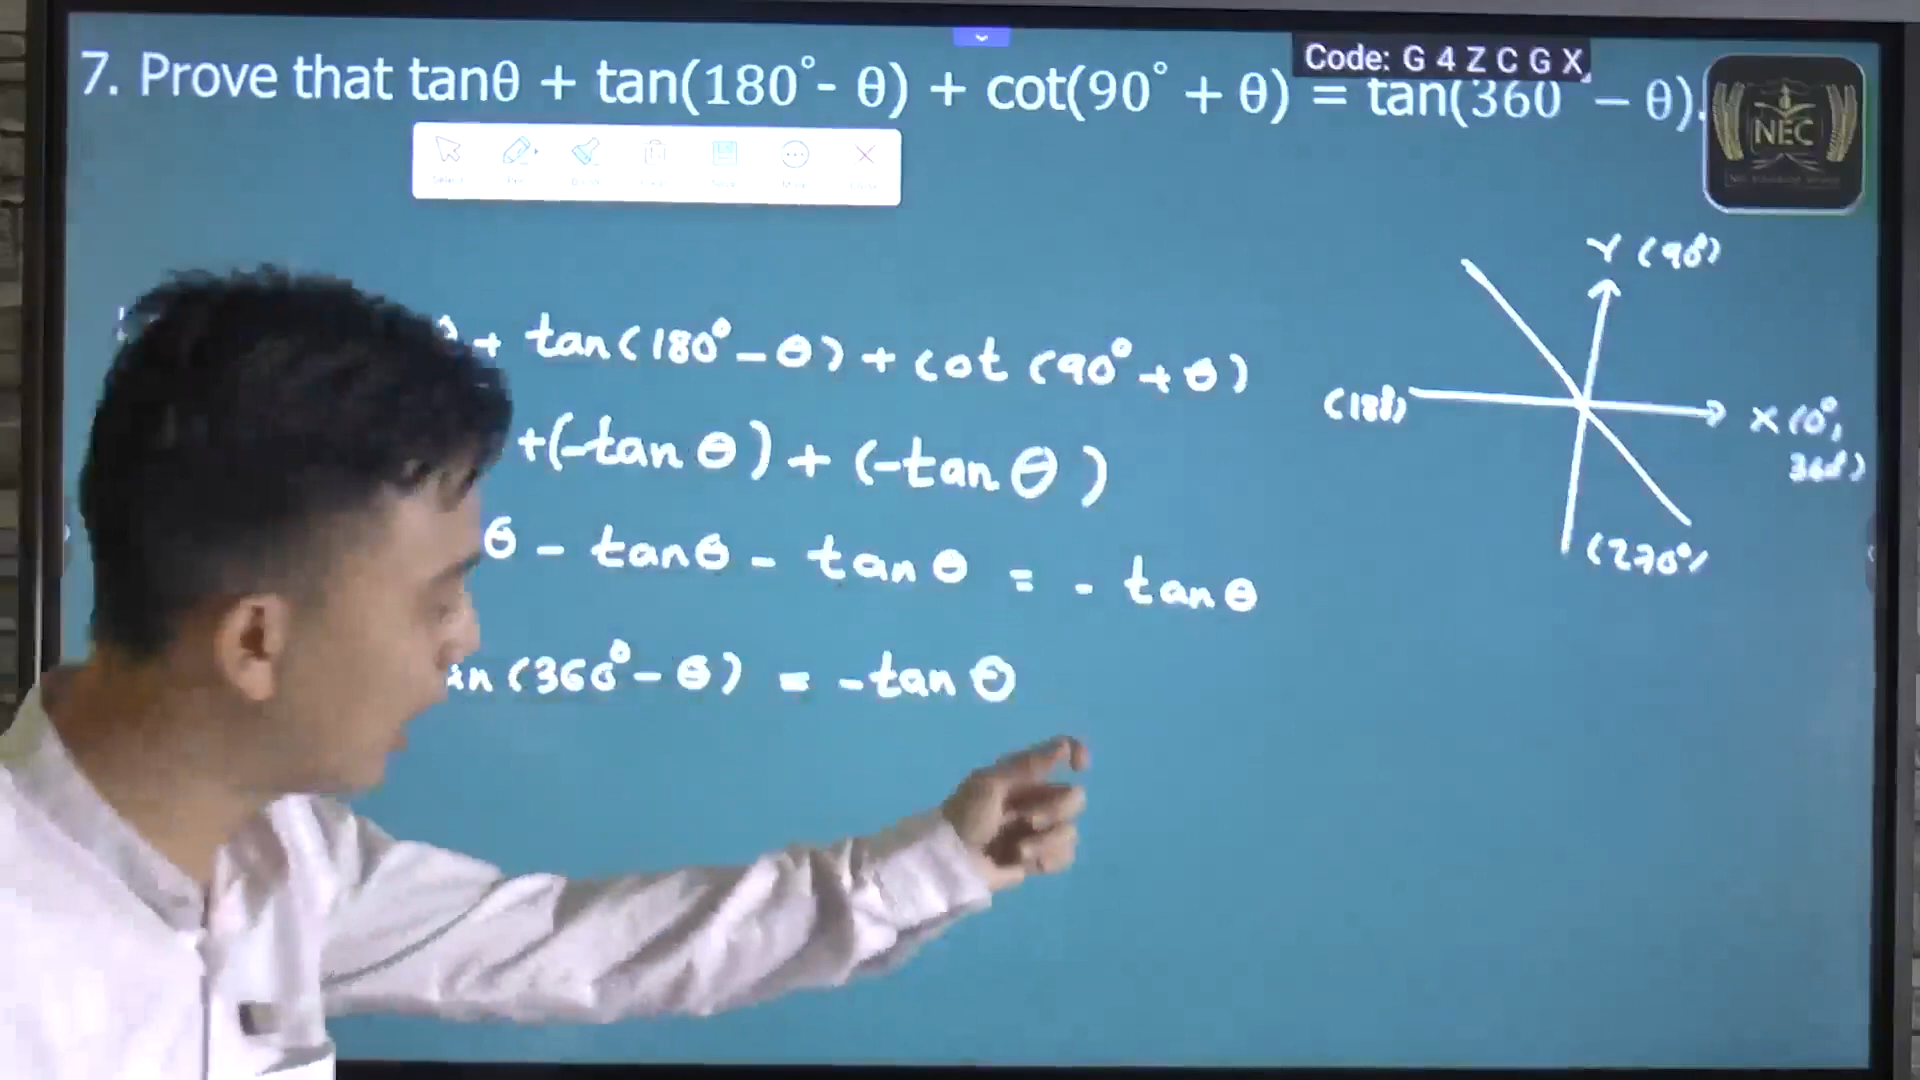 Code: G 4 Z C G X
7. Prove that tanθ + tan(180°- θ) + cot(90° + θ) = tan(360° − θ).
NEC
Y (90°)
+ tan(180° - θ) + cot (90° + θ)
(180°)
X (0°,
360°)
+(-tan θ) + (-tan θ)
θ - tanθ - tan θ = - tan θ
(270°)
an (360° - θ) = -tan θ